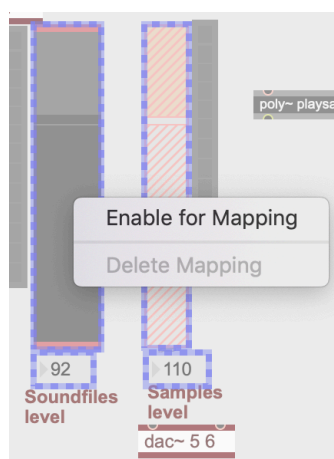 poly~ playsa
Enable for Mapping
Delete Mapping
92
110
Soundfiles
level
Samples
level
dac~ 5 6